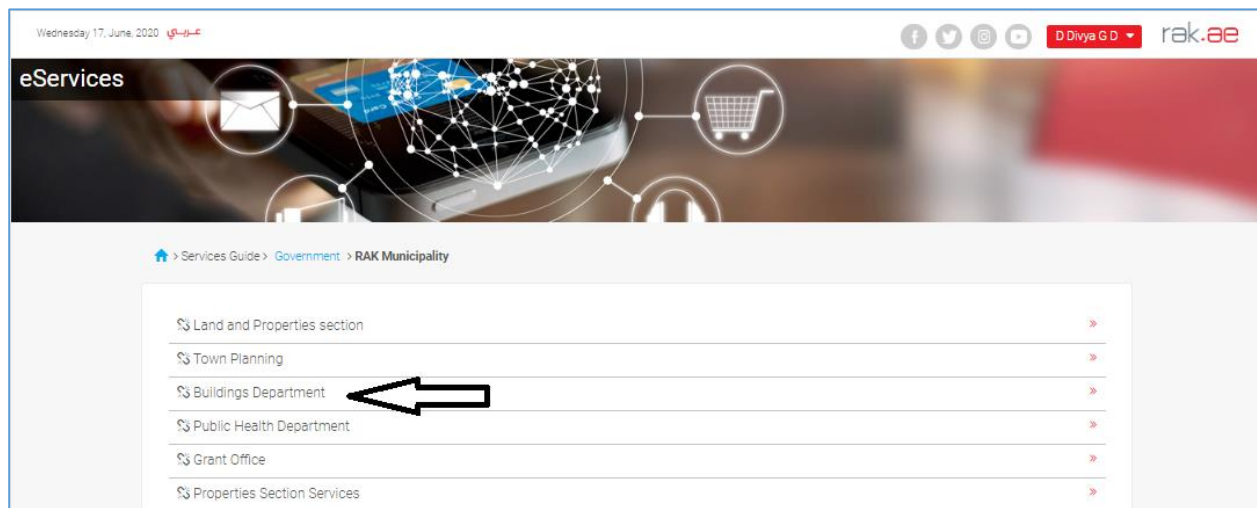 Wednesday 17, June, 2020 عــربــي D Divya G D rak.ae
eServices
> Services Guide > Government > RAK Municipality
Land and Properties section
Town Planning
Buildings Department
Public Health Department
Grant Office
Properties Section Services